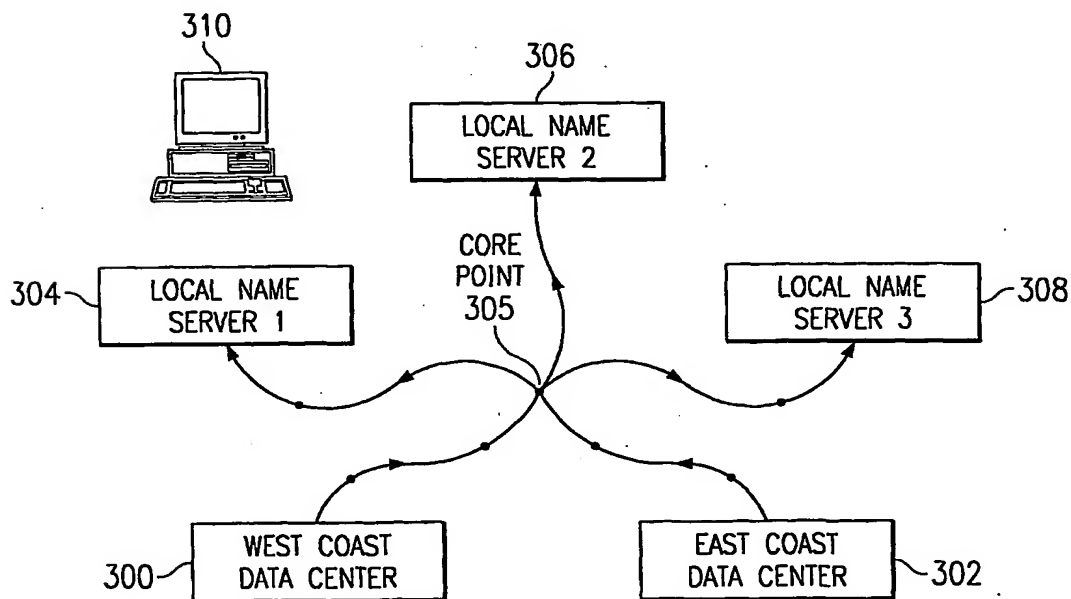 310
306
LOCAL NAME
SERVER 2
CORE
POINT
305
304
LOCAL NAME
SERVER 1
LOCAL NAME
SERVER 3
308
300
WEST COAST
DATA CENTER
EAST COAST
DATA CENTER
302